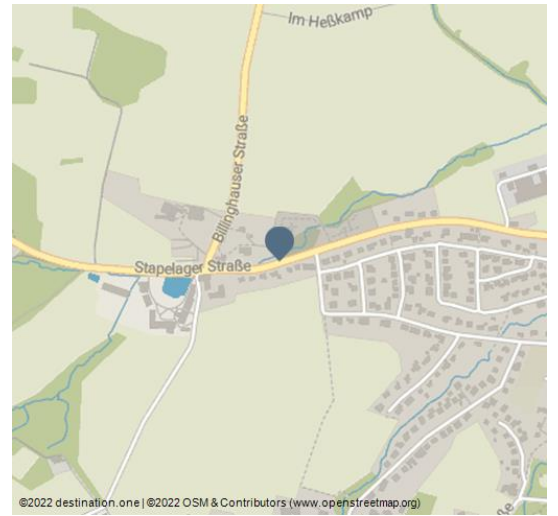 Im Heßkamp
Billinghauser Straße
Stapelager Straße
©2022 destination.one | ©2022 OSM & Contributors (www.openstreetmap.org)